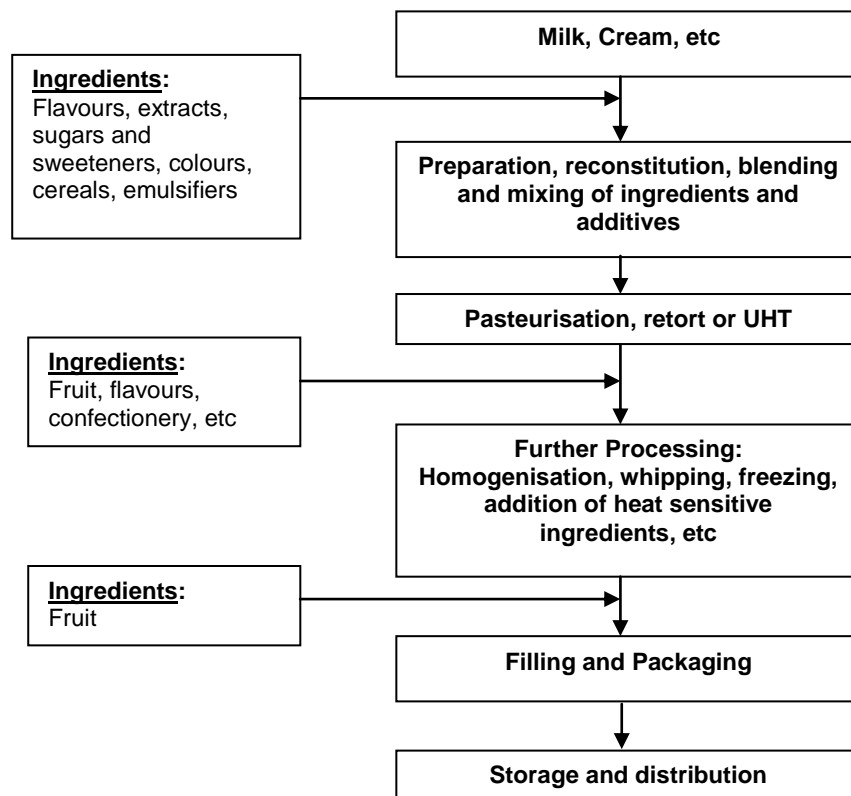 Milk, Cream, etc
Ingredients:
Flavours, extracts,
sugars and
sweeteners, colours,
cereals, emulsifiers
Preparation, reconstitution, blending
and mixing of ingredients and
additives
Pasteurisation, retort or UHT
Ingredients:
Fruit, flavours,
confectionery, etc
Further Processing:
Homogenisation, whipping, freezing,
addition of heat sensitive
ingredients, etc
Ingredients:
Fruit
Filling and Packaging
Storage and distribution